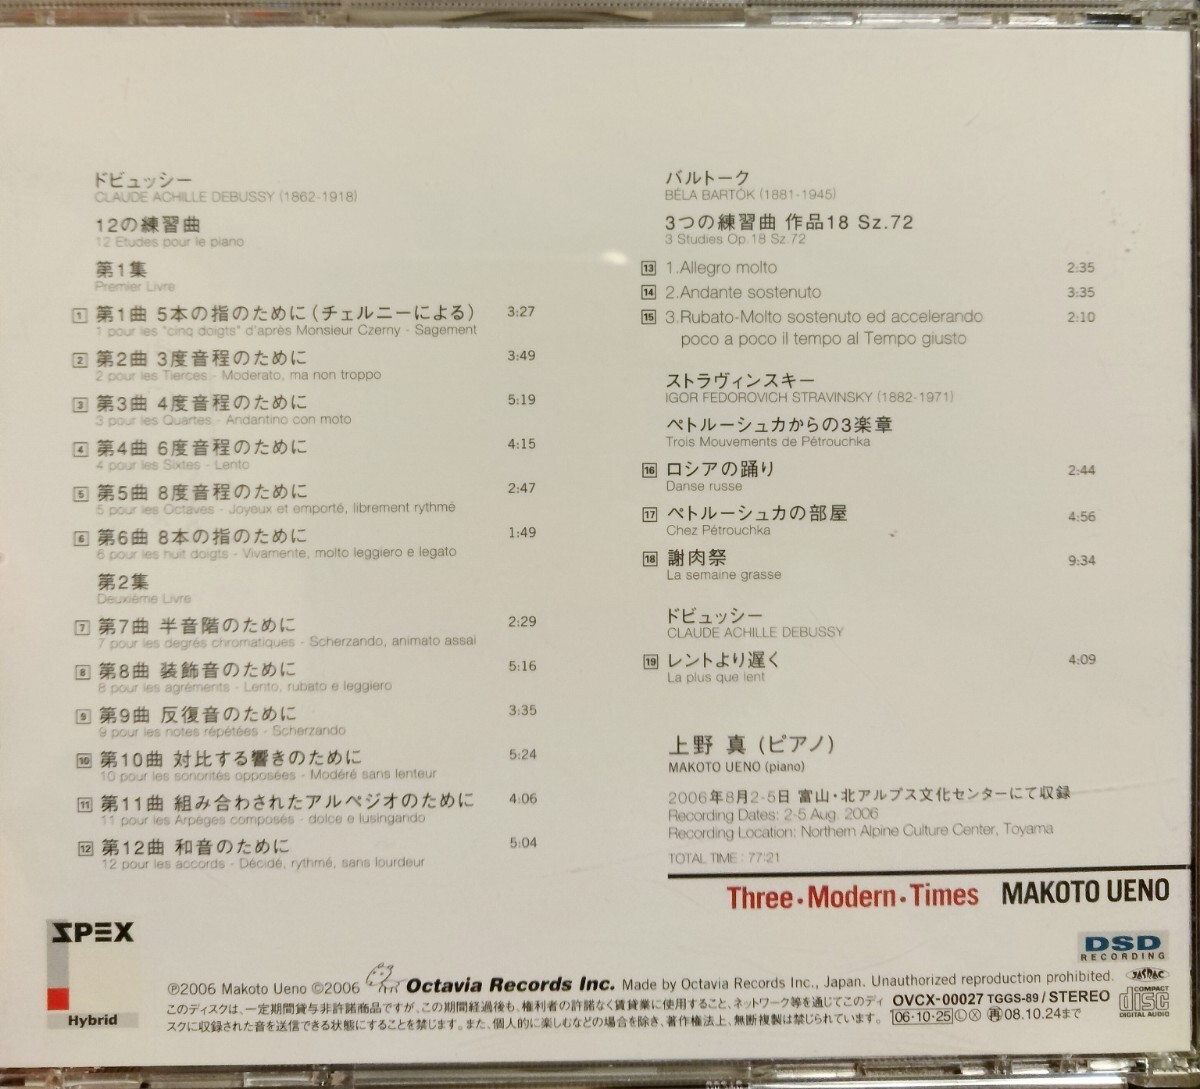 ドビュッシー
CLAUDE ACHILLE DEBUSSY (1862-1918)
12の練習曲
12 Etudes pour le piano
第1集
Premier Livre
1 第1曲 5本の指のために(チェルニーによる) 3:27
1 pour les "cinq doigts" d'après Monsieur Czerny - Sagement
2 第2曲 3度音程のために 3:49
2 pour les Tierces - Moderato, ma non troppo
3 第3曲 4度音程のために 5:19
3 pour les Quartes - Andantino con moto
4 第4曲 6度音程のために 4:15
4 pour les Sixtes - Lento
5 第5曲 8度音程のために 2:47
5 pour les Octaves - Joyeux et emporté, librement rythmé
6 第6曲 8本の指のために 1:49
6 pour les huit doigts - Vivamente, molto leggiero e legato
第2集
Deuxième Livre
7 第7曲 半音階のために 2:29
7 pour les degrés chromatiques - Scherzando, animato assai
8 第8曲 装飾音のために 5:16
8 pour les agréments - Lento, rubato e leggiero
9 第9曲 反復音のために 3:35
9 pour les notes répétées - Scherzando
10 第10曲 対比する響きのために 5:24
10 pour les sonorités opposées - Modéré sans lenteur
11 第11曲 組み合わされたアルペジオのために 4:06
11 pour les Arpèges composés - dolce e lusingando
12 第12曲 和音のために 5:04
12 pour les accords - Décidé, rythmé, sans lourdeur
バルトーク
BÉLA BARTÓK (1881-1945)
3つの練習曲 作品18 Sz.72
3 Studies Op.18 Sz.72
13 1.Allegro molto 2:35
14 2.Andante sostenuto 3:35
15 3.Rubato-Molto sostenuto ed accelerando 2:10
poco a poco il tempo al Tempo giusto
ストラヴィンスキー
IGOR FEDOROVICH STRAVINSKY (1882-1971)
ペトルーシュカからの3楽章
Trois Mouvements de Pétrouchka
16 ロシアの踊り 2:44
Danse russe
17 ペトルーシュカの部屋 4:56
Chez Pétrouchka
18 謝肉祭 9:34
La semaine grasse
ドビュッシー
CLAUDE ACHILLE DEBUSSY
19 レントより遅く 4:09
La plus que lent
上野 真 (ピアノ)
MAKOTO UENO (piano)
2006年8月2-5日 富山・北アルプス文化センターにて収録
Recording Dates: 2-5 Aug. 2006
Recording Location: Northern Alpine Culture Center, Toyama
TOTAL TIME : 77:21
Three・Modern・Times MAKOTO UENO
SPEX
Hybrid
DSD
RECORDING
℗2006 Makoto Ueno ©2006 Octavia Records Inc. Made by Octavia Records Inc., Japan. Unauthorized reproduction prohibited.
JASRAC
このディスクは、一定期間貸与非許諾商品ですが、この期間経過後も、権利者の許諾なく賃貸業に使用すること、ネットワーク等を通じてこのディ
スクに収録された音を送信できる状態にすることを禁じます。また、個人的に楽しむなどの場合を除き、著作権法上、無断複製は禁じられています。
OVCX-00027 TGGS-89 / STEREO
06・10・25 Ⓛ Ⓧ 再 08.10.24まで
COMPACT
disc
DIGITAL AUDIO